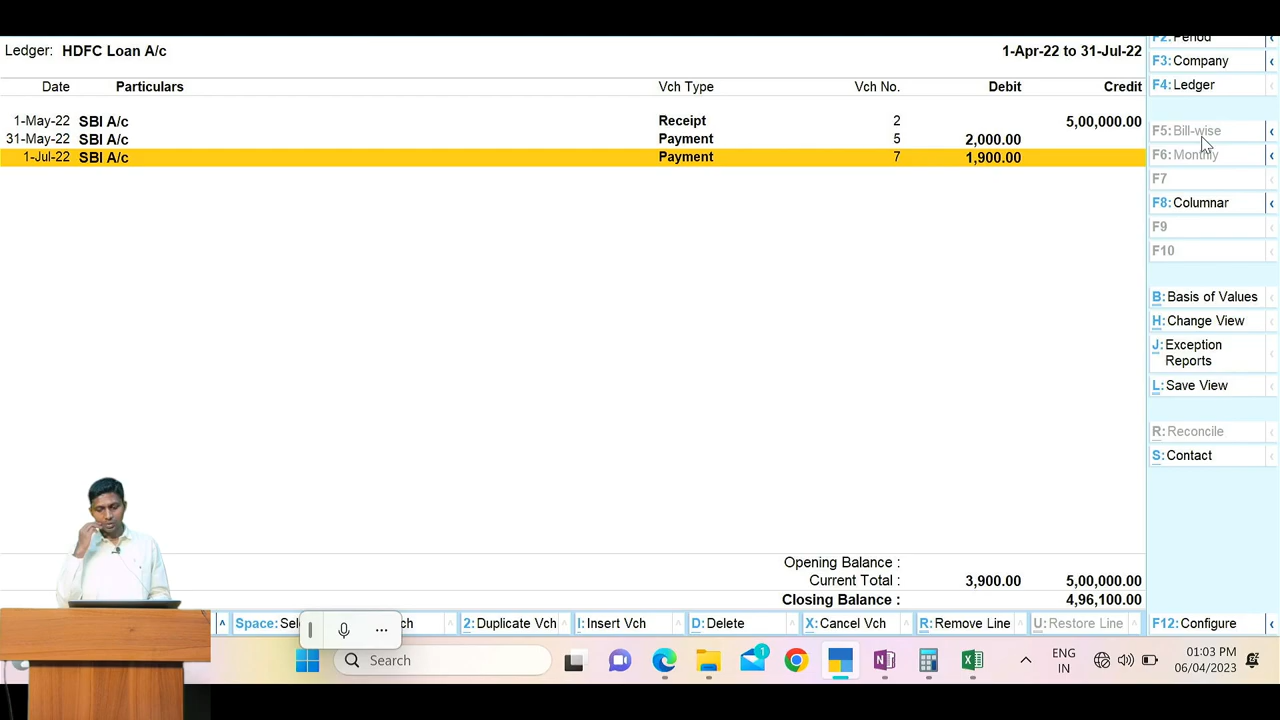 Ledger: HDFC Loan A/c 1-Apr-22 to 31-Jul-22
Date Particulars Vch Type Vch No. Debit Credit
1-May-22 SBI A/c Receipt 2 5,00,000.00
31-May-22 SBI A/c Payment 5 2,000.00
1-Jul-22 SBI A/c Payment 7 1,900.00
Opening Balance :
Current Total : 3,900.00 5,00,000.00
Closing Balance : 4,96,100.00
F2: Period
F3: Company
F4: Ledger
F5: Bill-wise
F6: Monthly
F7
F8: Columnar
F9
F10
B: Basis of Values
H: Change View
J: Exception
Reports
L: Save View
R: Reconcile
S: Contact
F12: Configure
Space: 2: Duplicate Vch I: Insert Vch D: Delete X: Cancel Vch R: Remove Line U: Restore Line
Search
1
ENG
IN
01:03 PM
06/04/2023